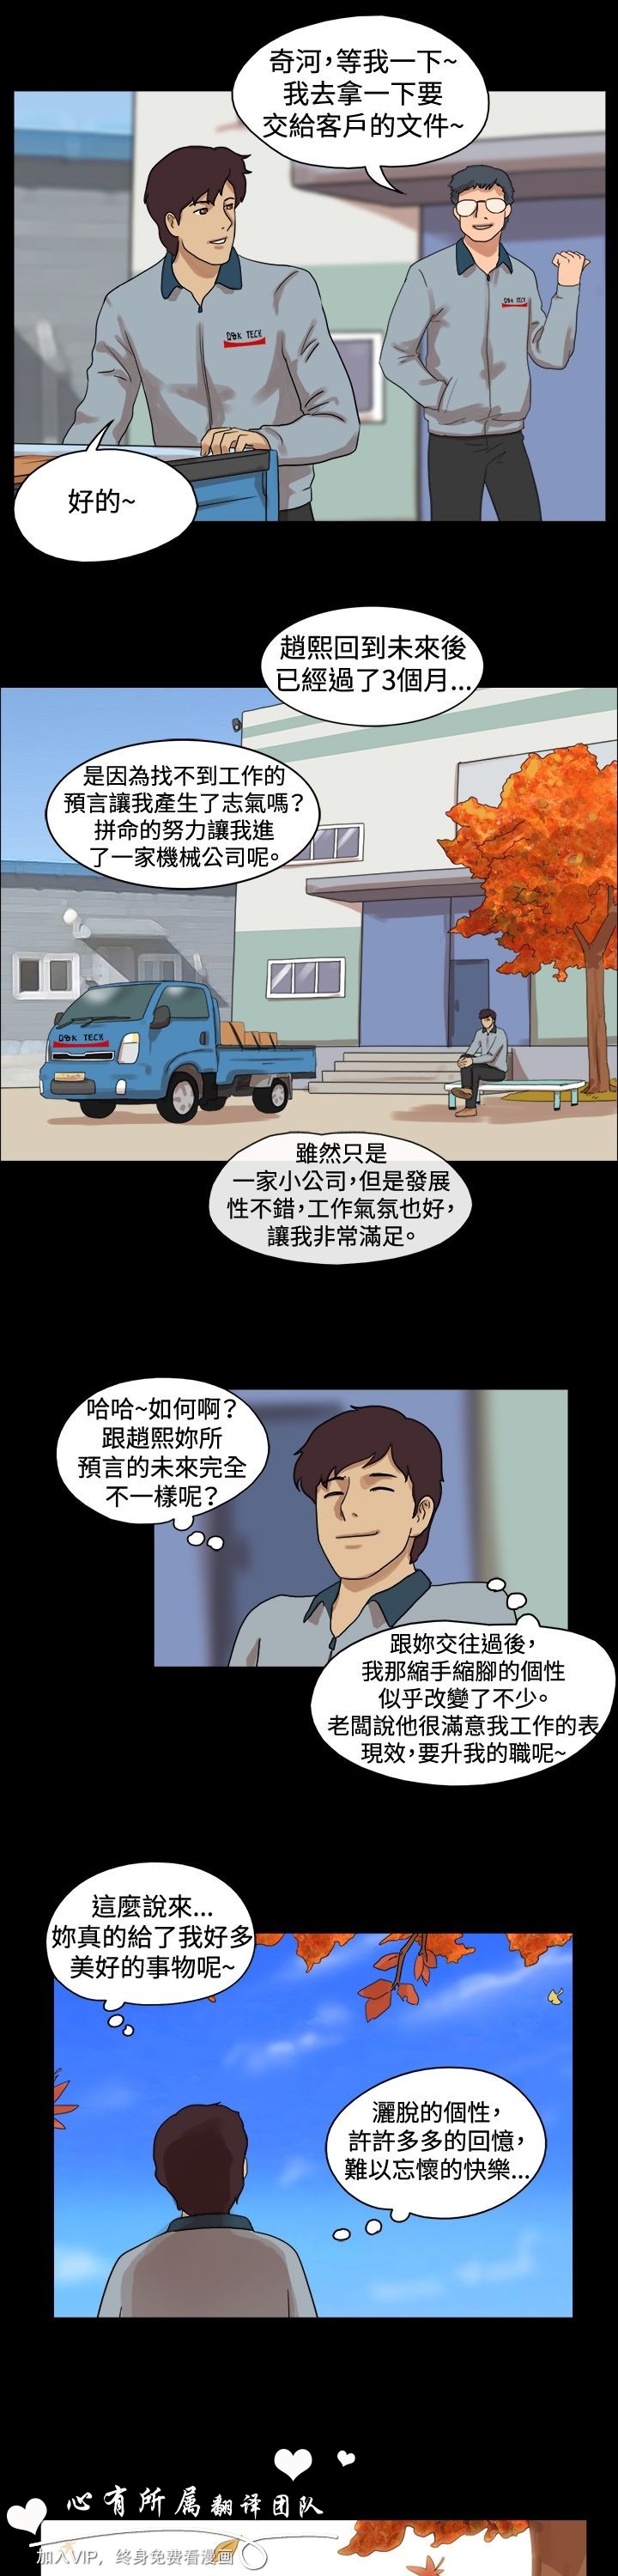 奇河，等我一下~
我去拿一下要
交給客戶的文件~
D&K TECK
D&K TECK
好的~
趙熙回到未來後
已經過了3個月...
是因為找不到工作的
預言讓我產生了志氣嗎？
拼命的努力讓我進
了一家機械公司呢。
D&K TECK
雖然只是
一家小公司，但是發展
性不錯，工作氣氛也好，
讓我非常滿足。
哈哈~如何啊？
跟趙熙妳所
預言的未來完全
不一樣呢？
跟妳交往過後，
我那縮手縮腳的個性
似乎改變了不少。
老闆說他很滿意我工作的表
現效，要升我的職呢~
這麼說來...
妳真的給了我好多
美好的事物呢~
灑脫的個性，
許許多多的回憶，
難以忘懷的快樂...
心有所属翻译团队
加入VIP，终身免费看漫画